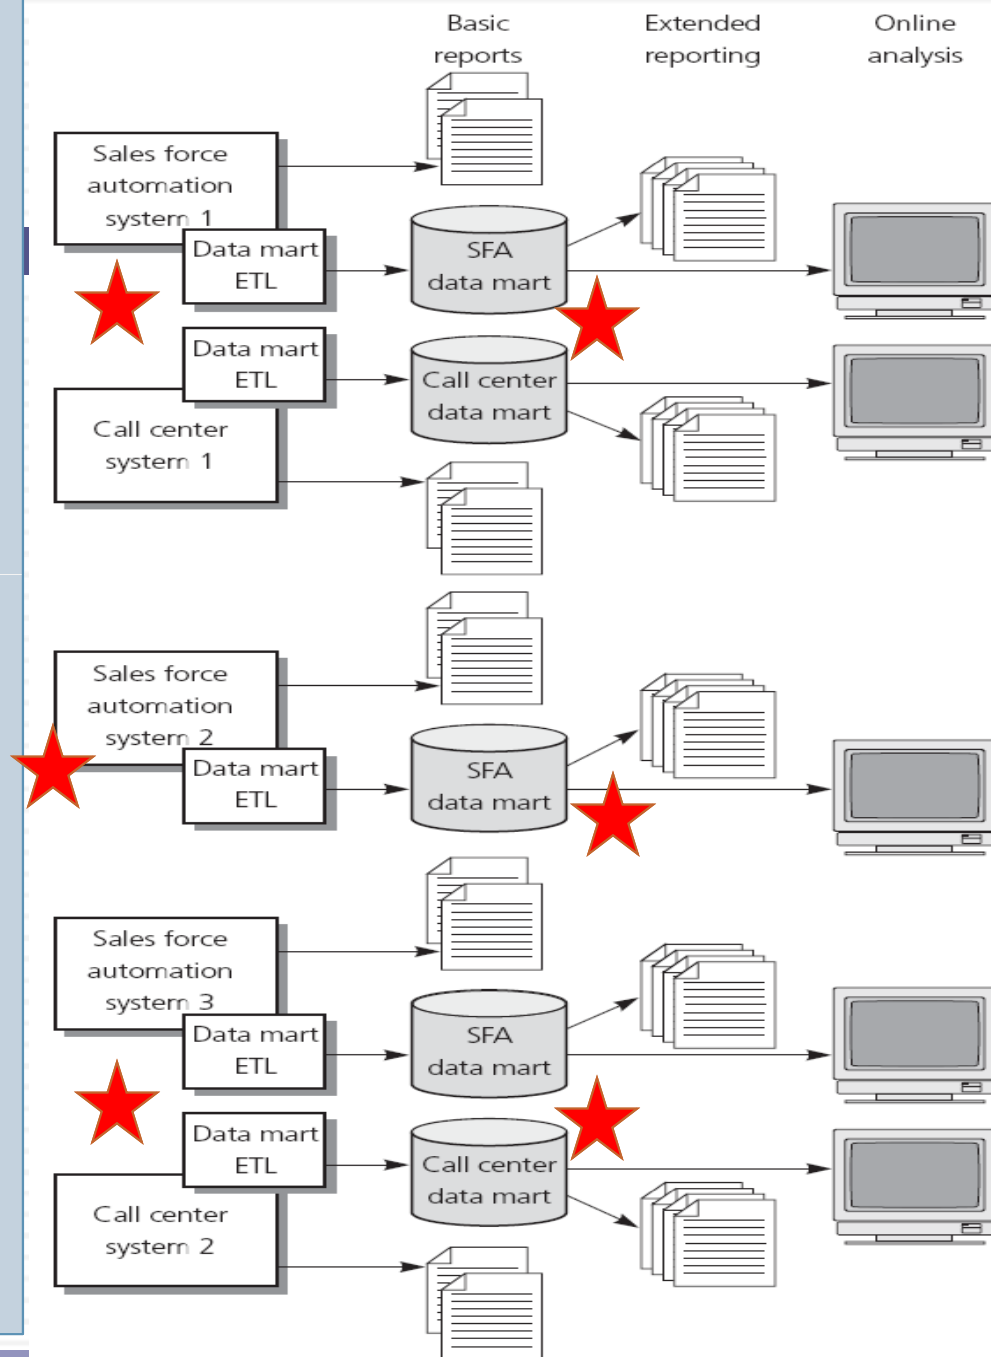 Basic
reports
Extended
reporting
Online
analysis
Sales force
automation
system 1
Data mart
ETL
SFA
data mart
Data mart
ETL
Call center
data mart
Call center
system 1
Sales force
automation
system 2
Data mart
ETL
SFA
data mart
Sales force
automation
system 3
Data mart
ETL
SFA
data mart
Data mart
ETL
Call center
data mart
Call center
system 2